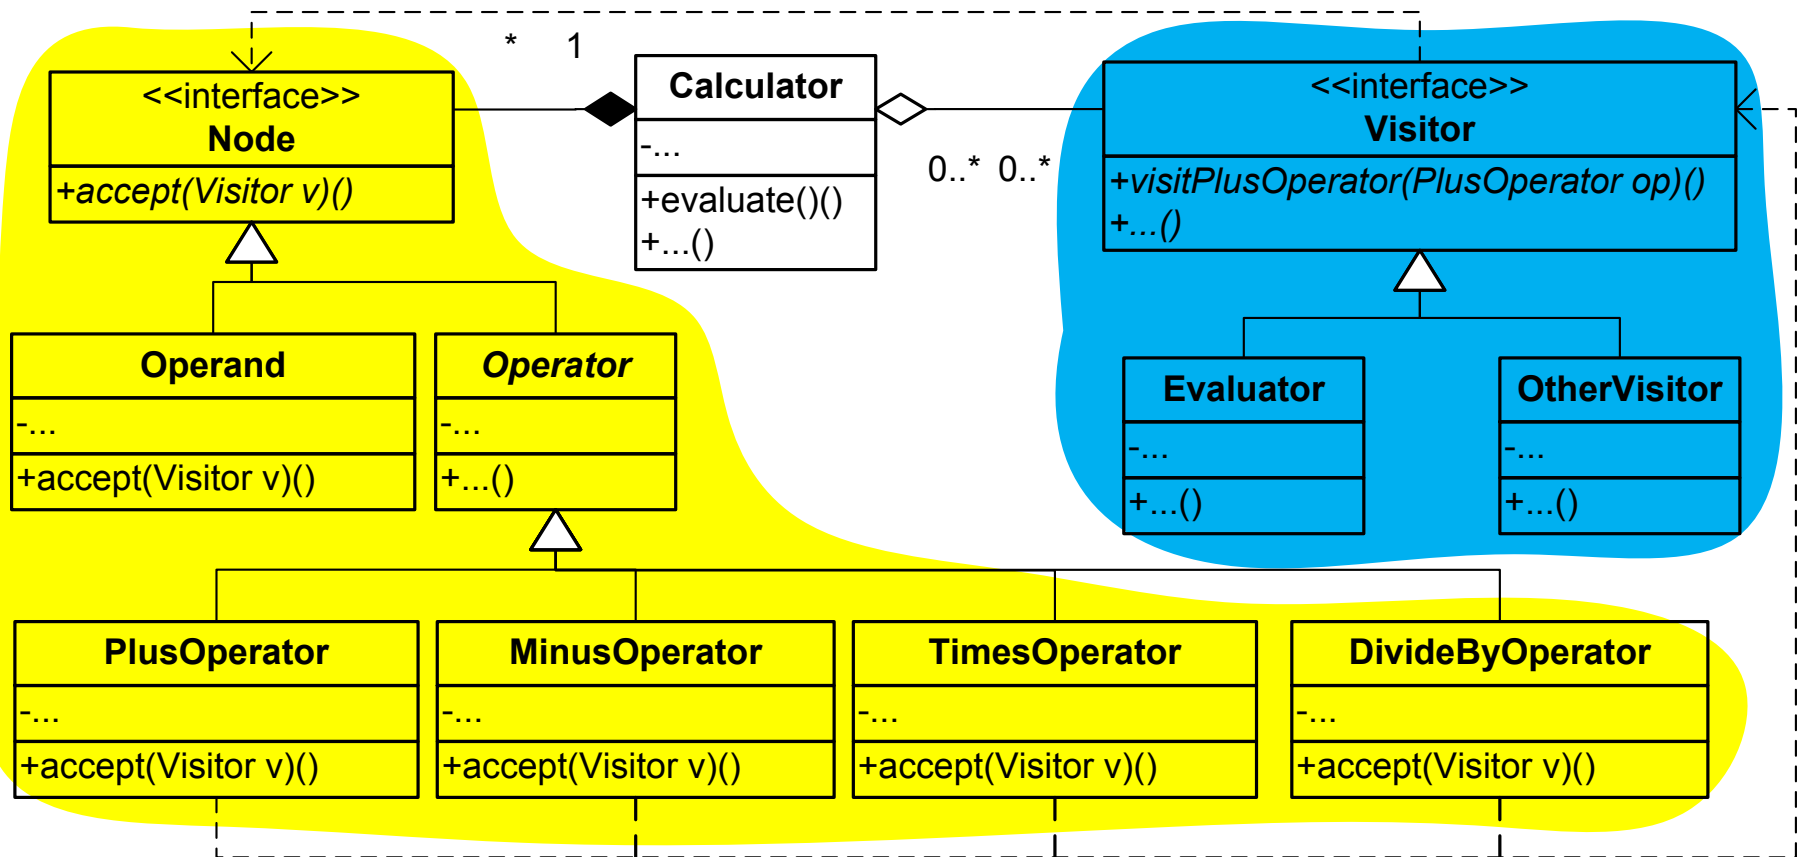 * 1
<<interface>>
Node
+accept(Visitor v)()
Calculator
-...
+evaluate()()
+...()
0..* 0..*
<<interface>>
Visitor
+visitPlusOperator(PlusOperator op)()
+...()
Operand
-...
+accept(Visitor v)()
Operator
-...
+...()
Evaluator
-...
+...()
OtherVisitor
-...
+...()
PlusOperator
-...
+accept(Visitor v)()
MinusOperator
-...
+accept(Visitor v)()
TimesOperator
-...
+accept(Visitor v)()
DivideByOperator
-...
+accept(Visitor v)()